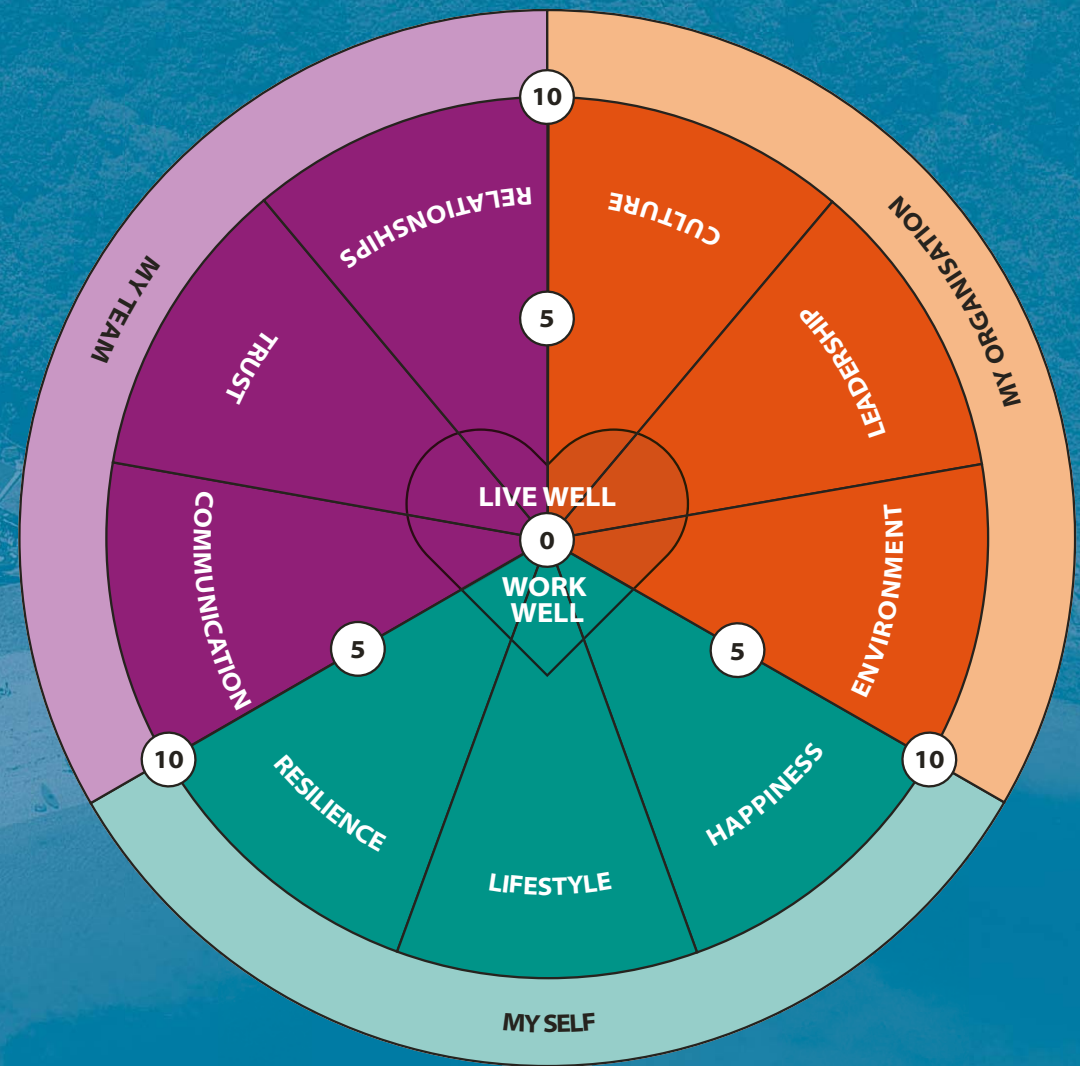 10
MY TEAM
MY ORGANISATION
RELATIONSHIPS
CULTURE
5
TRUST
LEADERSHIP
COMMUNICATION
ENVIRONMENT
LIVE WELL
0
WORK
WELL
5
5
10
10
RESILIENCE
HAPPINESS
LIFESTYLE
MY SELF